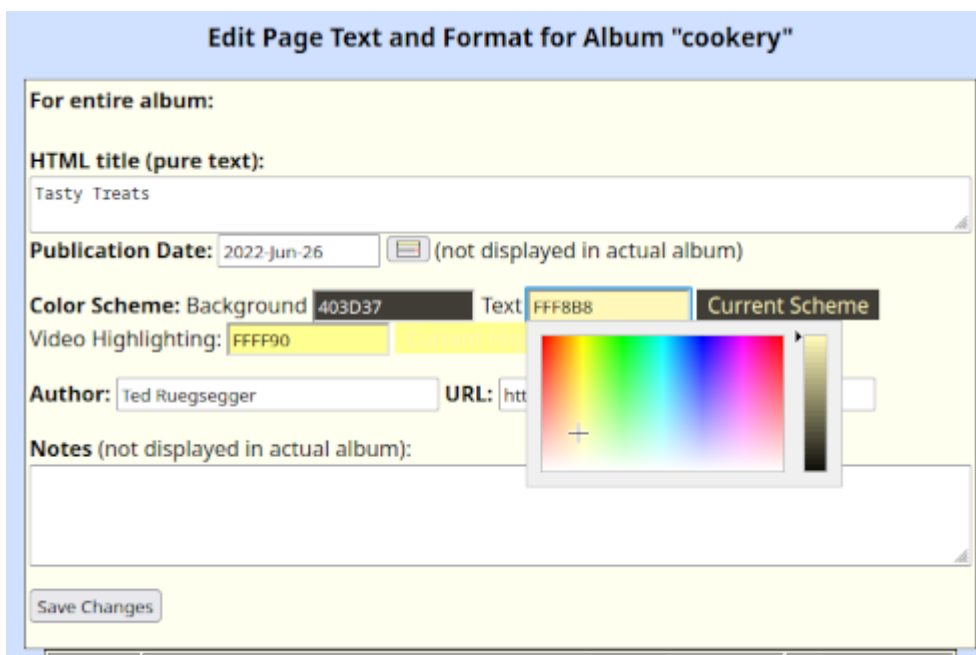 Edit Page Text and Format for Album "cookery"
For entire album:
HTML title (pure text):
Tasty Treats
Publication Date: 2022-Jun-26 (not displayed in actual album)
Color Scheme: Background 403D37 Text FFF8B8 Current Scheme
Video Highlighting: FFFF90
Author: Ted Ruegsegger URL: htt
Notes (not displayed in actual album):
Save Changes